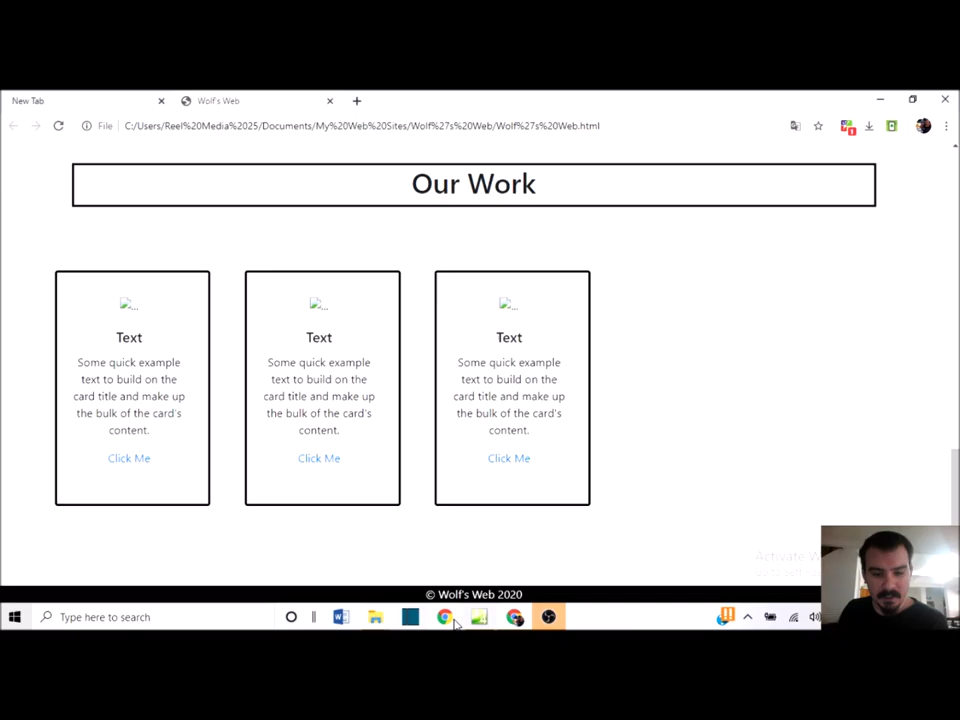 New Tab
Wolf's Web
File
C:/Users/Reel%20Media%2025/Documents/My%20Web%20Sites/Wolf%27s%20Web/Wolf%27s%20Web.html
Our Work
...
...
...
Text
Text
Text
Some quick example
text to build on the
card title and make up
the bulk of the card's
content.
Some quick example
text to build on the
card title and make up
the bulk of the card's
content.
Some quick example
text to build on the
card title and make up
the bulk of the card's
content.
Click Me
Click Me
Click Me
Activate
© Wolf's Web 2020
Type here to search